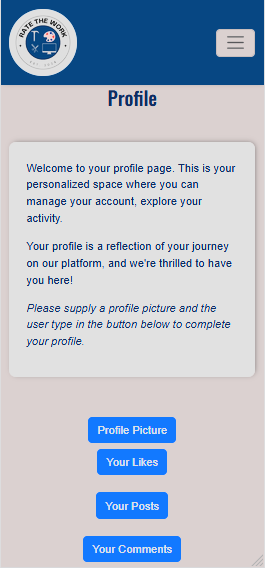 RATE THE WORK
Profile
Welcome to your profile page. This is your
personalized space where you can
manage your account, explore your
activity.
Your profile is a reflection of your journey
on our platform, and we're thrilled to have
you here!
Please supply a profile picture and the
user type in the button below to complete
your profile.
Profile Picture
Your Likes
Your Posts
Your Comments